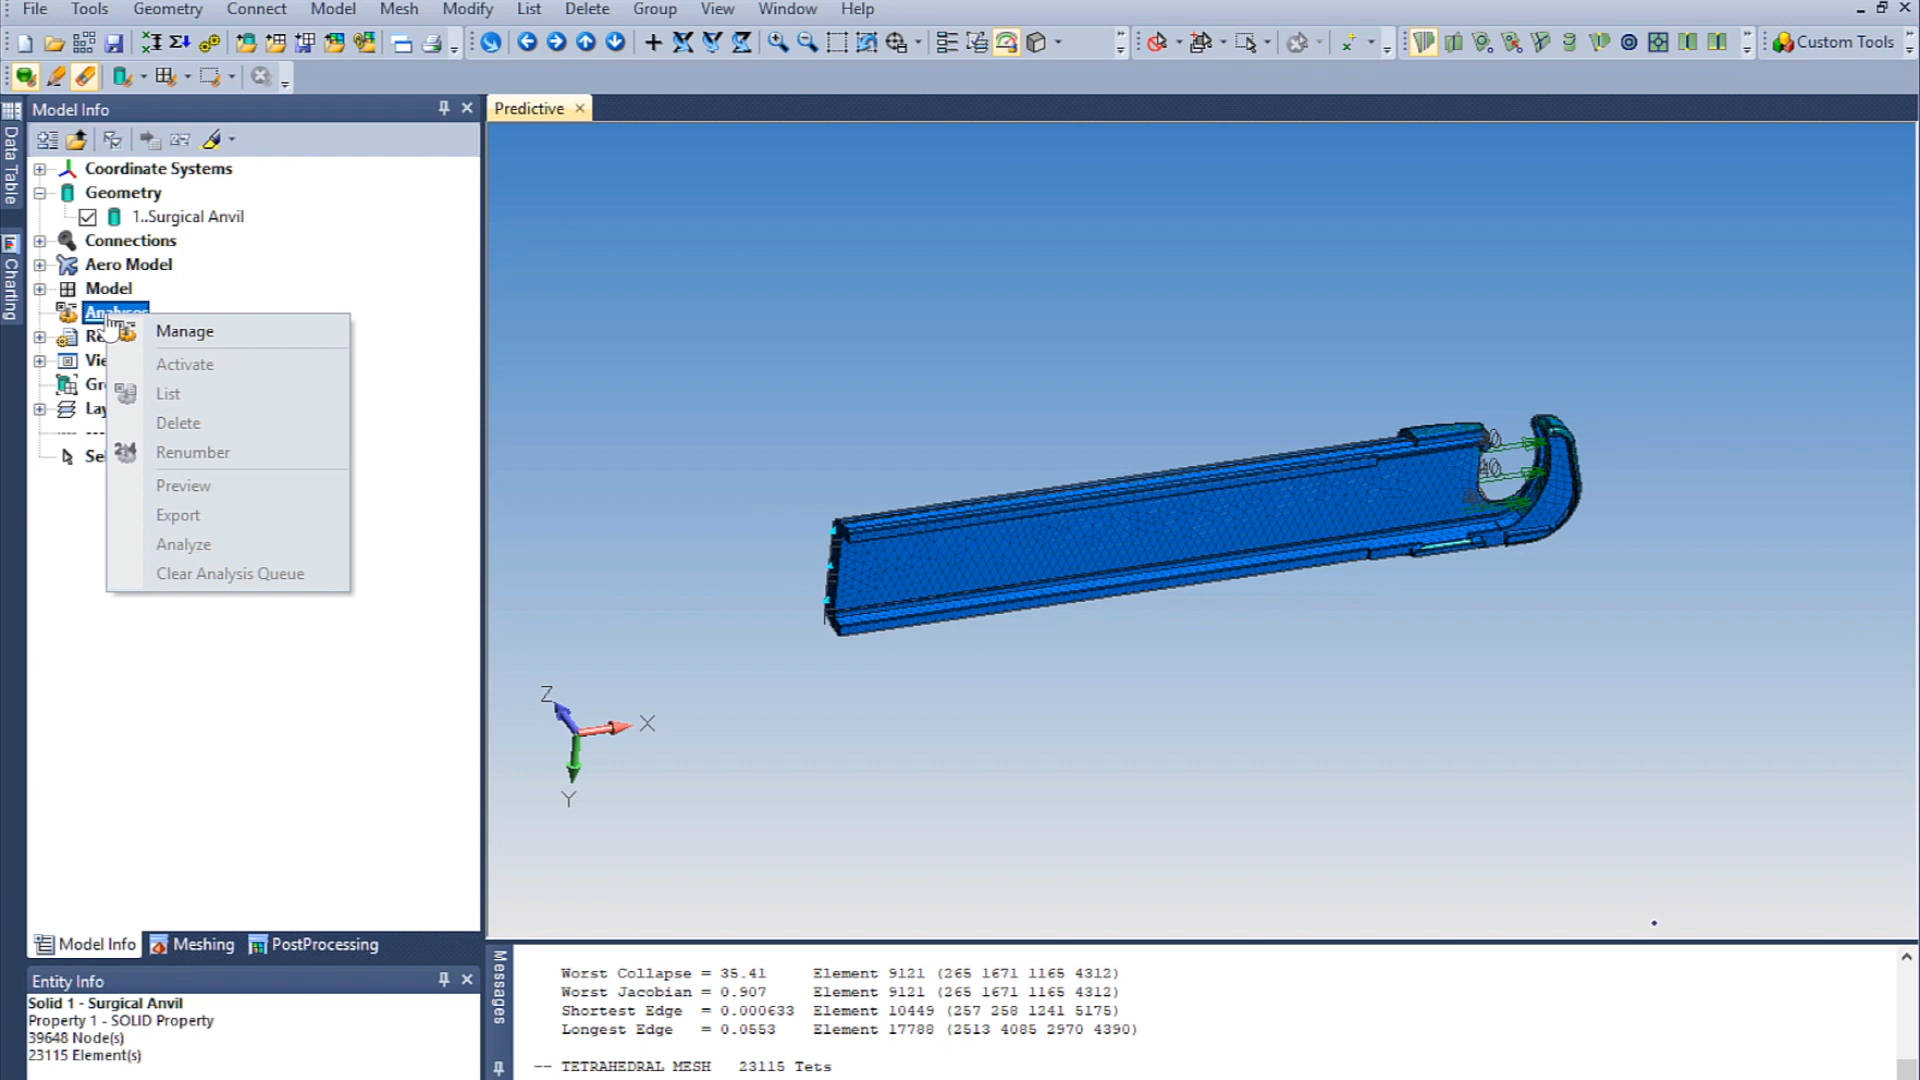 File Tools Geometry Connect Model Mesh Modify List Delete Group View Window Help
Custom Tools
Data Table
Charting
Model Info
Coordinate Systems
Geometry
1..Surgical Anvil
Connections
Aero Model
Model
Analyses
Manage
Activate
List
Delete
Renumber
Preview
Export
Analyze
Clear Analysis Queue
Predictive
Z
X
Y
Model Info Meshing PostProcessing
Entity Info
Solid 1 - Surgical Anvil
Property 1 - SOLID Property
39648 Node(s)
23115 Element(s)
Messages
Worst Collapse = 35.41 Element 9121 (265 1671 1165 4312)
Worst Jacobian = 0.907 Element 9121 (265 1671 1165 4312)
Shortest Edge = 0.000633 Element 10449 (257 258 1241 5175)
Longest Edge = 0.0553 Element 17788 (2513 4085 2970 4390)
-- TETRAHEDRAL MESH 23115 Tets